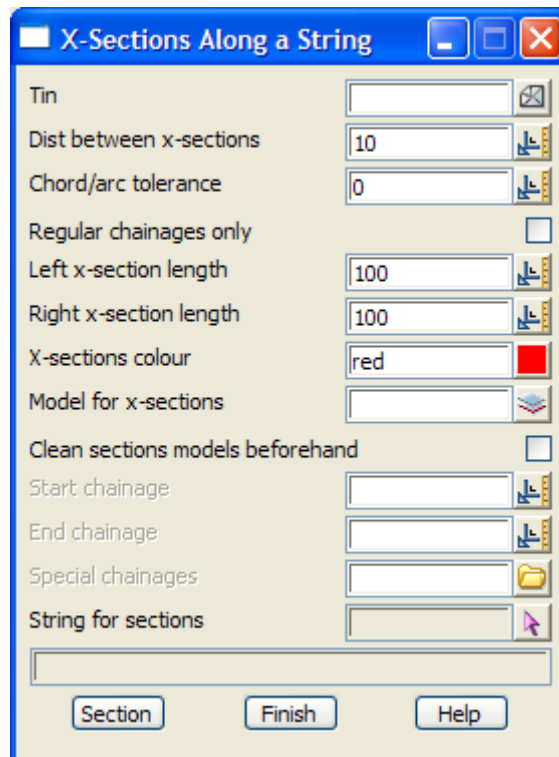 X-Sections Along a String
Tin
Dist between x-sections 10
Chord/arc tolerance 0
Regular chainages only
Left x-section length 100
Right x-section length 100
X-sections colour red
Model for x-sections
Clean sections models beforehand
Start chainage
End chainage
Special chainages
String for sections
Section Finish Help